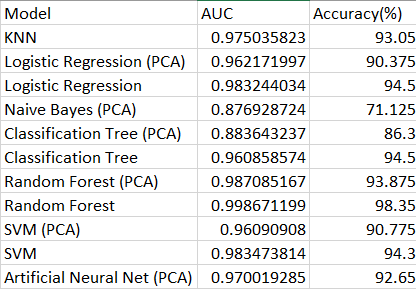 Model AUC Accuracy(%)
KNN 0.975035823 93.05
Logistic Regression (PCA) 0.962171997 90.375
Logistic Regression 0.983244034 94.5
Naive Bayes (PCA) 0.876928724 71.125
Classification Tree (PCA) 0.883643237 86.3
Classification Tree 0.960858574 94.5
Random Forest (PCA) 0.987085167 93.875
Random Forest 0.998671199 98.35
SVM (PCA) 0.96090908 90.775
SVM 0.983473814 94.3
Artificial Neural Net (PCA) 0.970019285 92.65